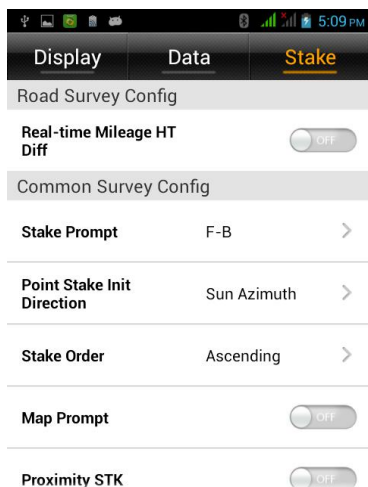 5:09 PM
Display Data Stake
Road Survey Config
Real-time Mileage HT
Diff OFF
Common Survey Config
Stake Prompt F-B
Point Stake Init
Direction Sun Azimuth
Stake Order Ascending
Map Prompt OFF
Proximity STK OFF